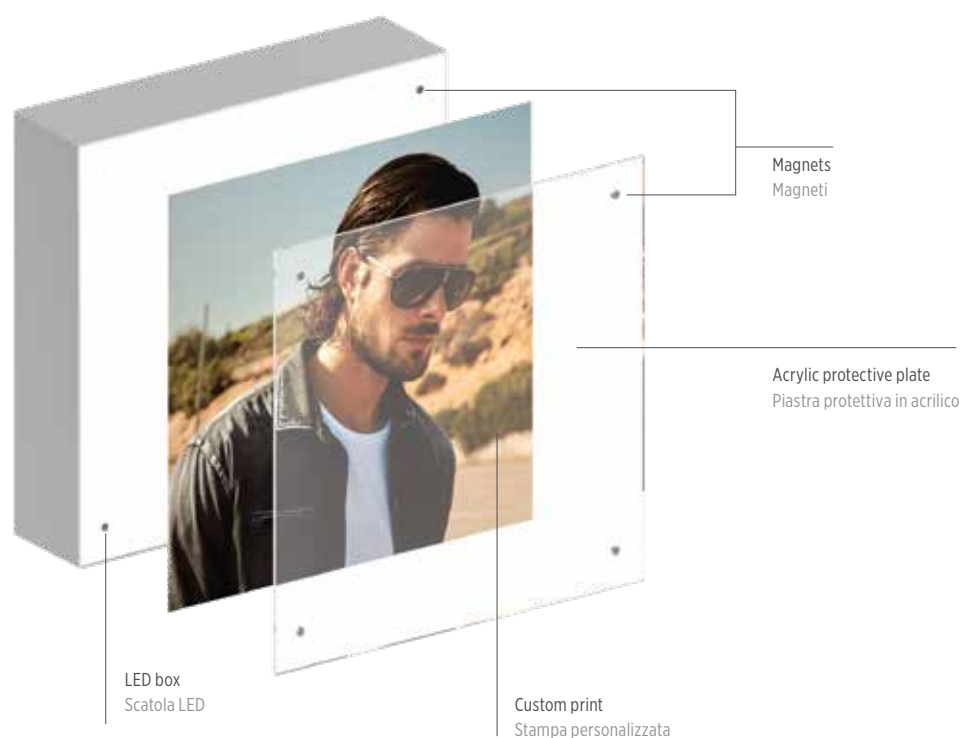 Magnets
Magneti
Acrylic protective plate
Piastra protettiva in acrilico
LED box
Scatola LED
Custom print
Stampa personalizzata